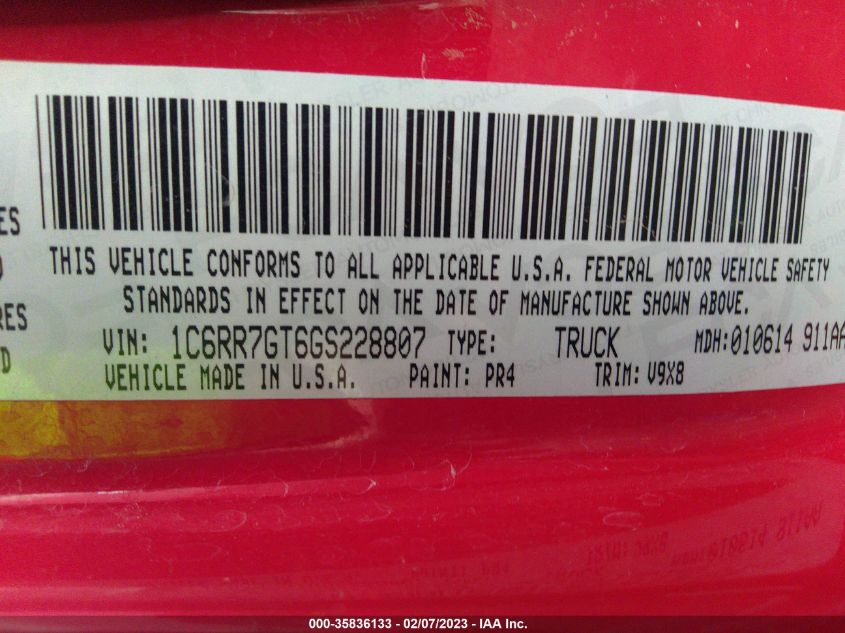 ES
RES
D
THIS VEHICLE CONFORMS TO ALL APPLICABLE U.S.A. FEDERAL MOTOR VEHICLE SAFETY
STANDARDS IN EFFECT ON THE DATE OF MANUFACTURE SHOWN ABOVE.
VIN: 1C6RR7GT6GS228807 TYPE: TRUCK MDH:010614 911AA
VEHICLE MADE IN U.S.A. PAINT: PR4 TRIM: V9X8
000-35836133 — 02/07/2023 — IAA Inc.